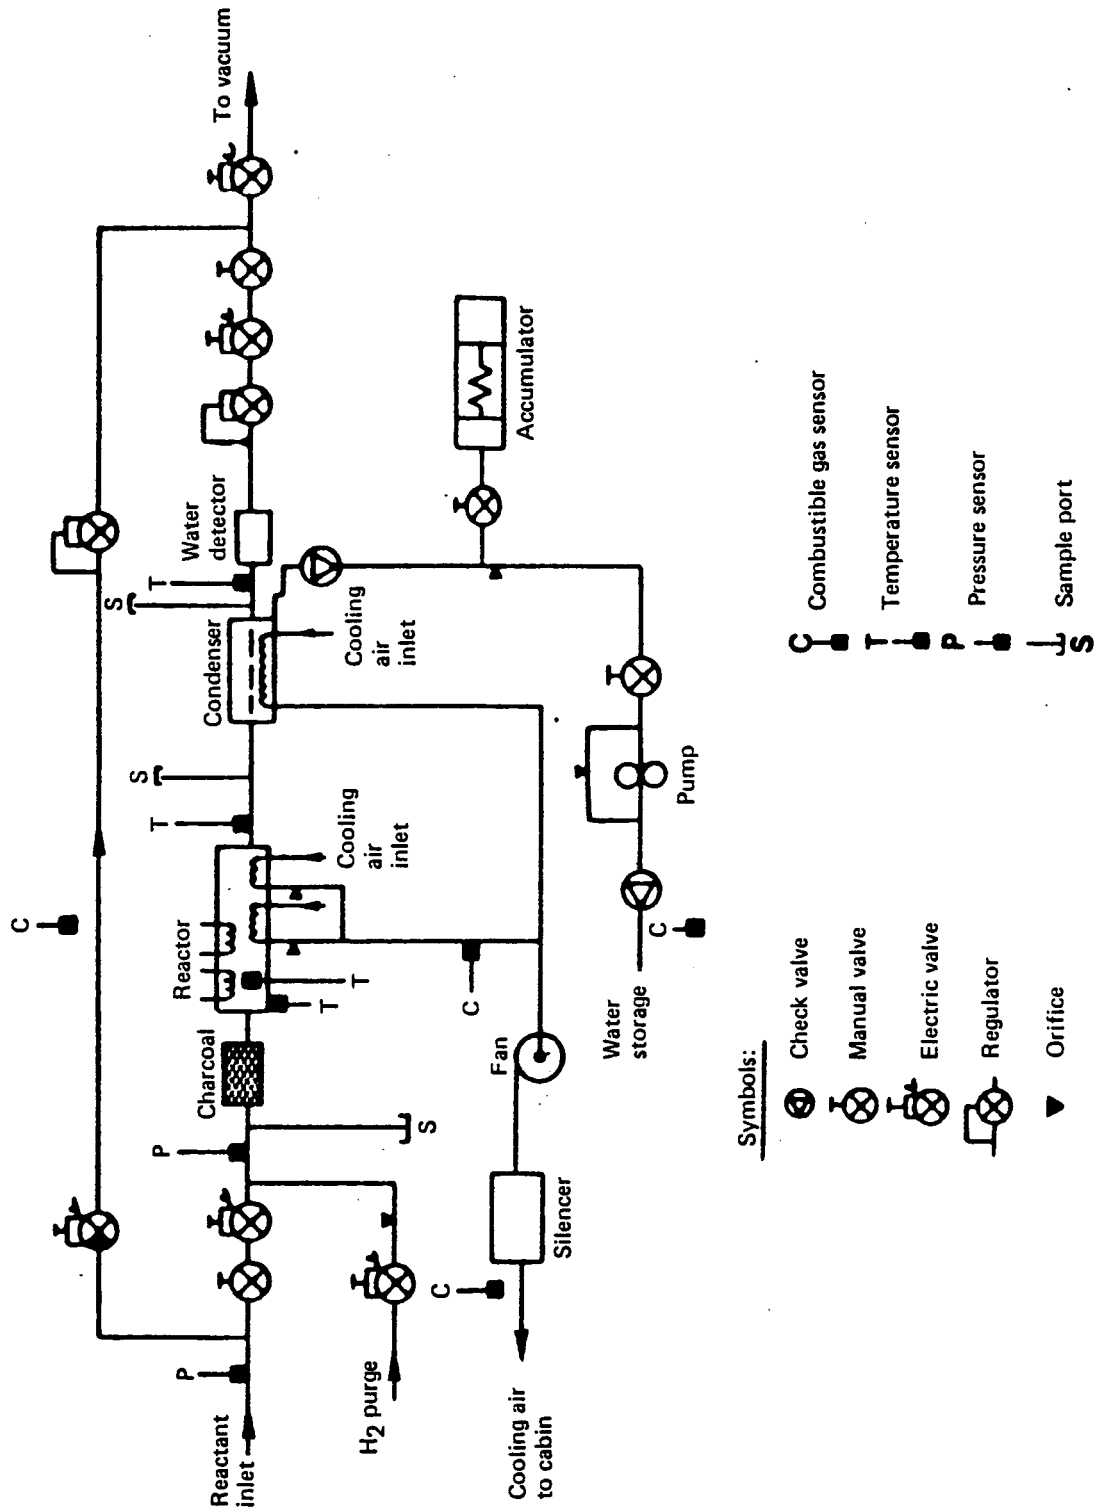 To vacuum
S
T
Water
detector
Accumulator
C
T
S
Condenser
Cooling
air
inlet
Reactor
Cooling
air
inlet
T
T
C
Pump
C
Water
storage
P
Charcoal
S
Fan
P
Silencer
C
Reactant
inlet
H2 purge
Cooling air
to cabin
Symbols:
Check valve
Manual valve
Electric valve
Regulator
Orifice
C
Combustible gas sensor
T
Temperature sensor
P
Pressure sensor
S
Sample port